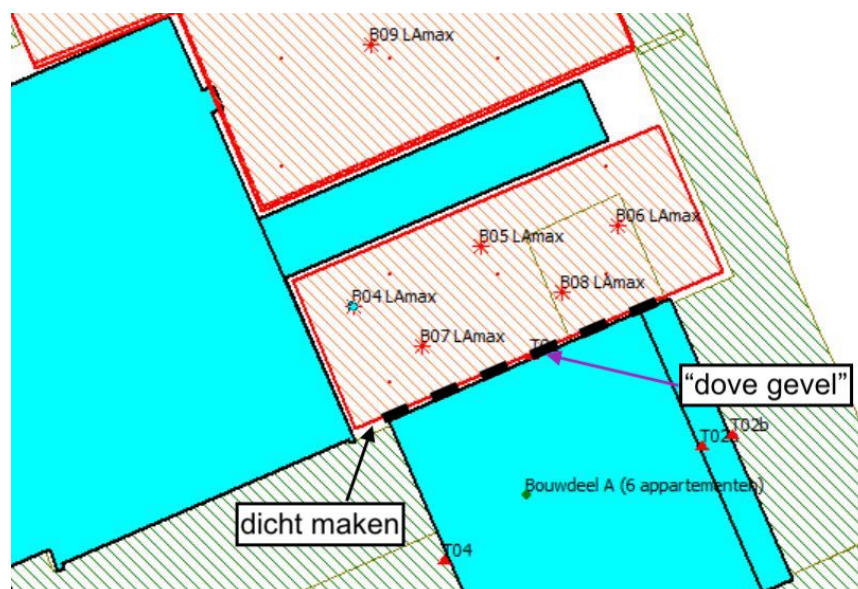 B09 LAmax
B06 LAmax
B05 LAmax
B08 LAmax
B04 LAmax
B07 LAmax
"dove gevel"
T02
T02b
Bouwdeel A (6 appartementen)
dicht maken
T04